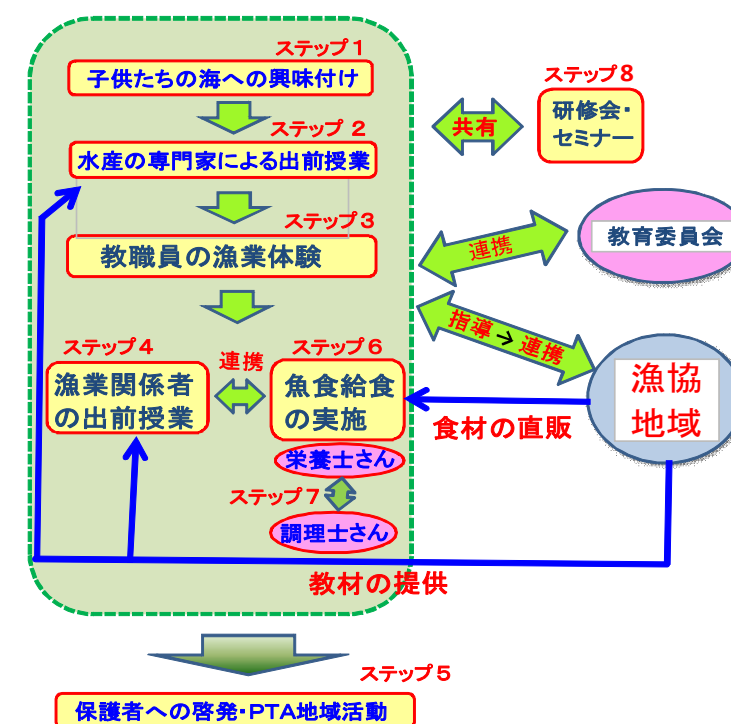 ステップ1
子供たちの海への興味付け
ステップ 2
水産の専門家による出前授業
ステップ3
教職員の漁業体験
ステップ4
漁業関係者
の出前授業
連携
ステップ6
魚食給食
の実施
栄養士さん
ステップ7
調理士さん
共有
ステップ8
研修会・
セミナー
連携
教育委員会
指導→連携
漁協
地域
食材の直販
教材の提供
ステップ5
保護者への啓発・PTA地域活動